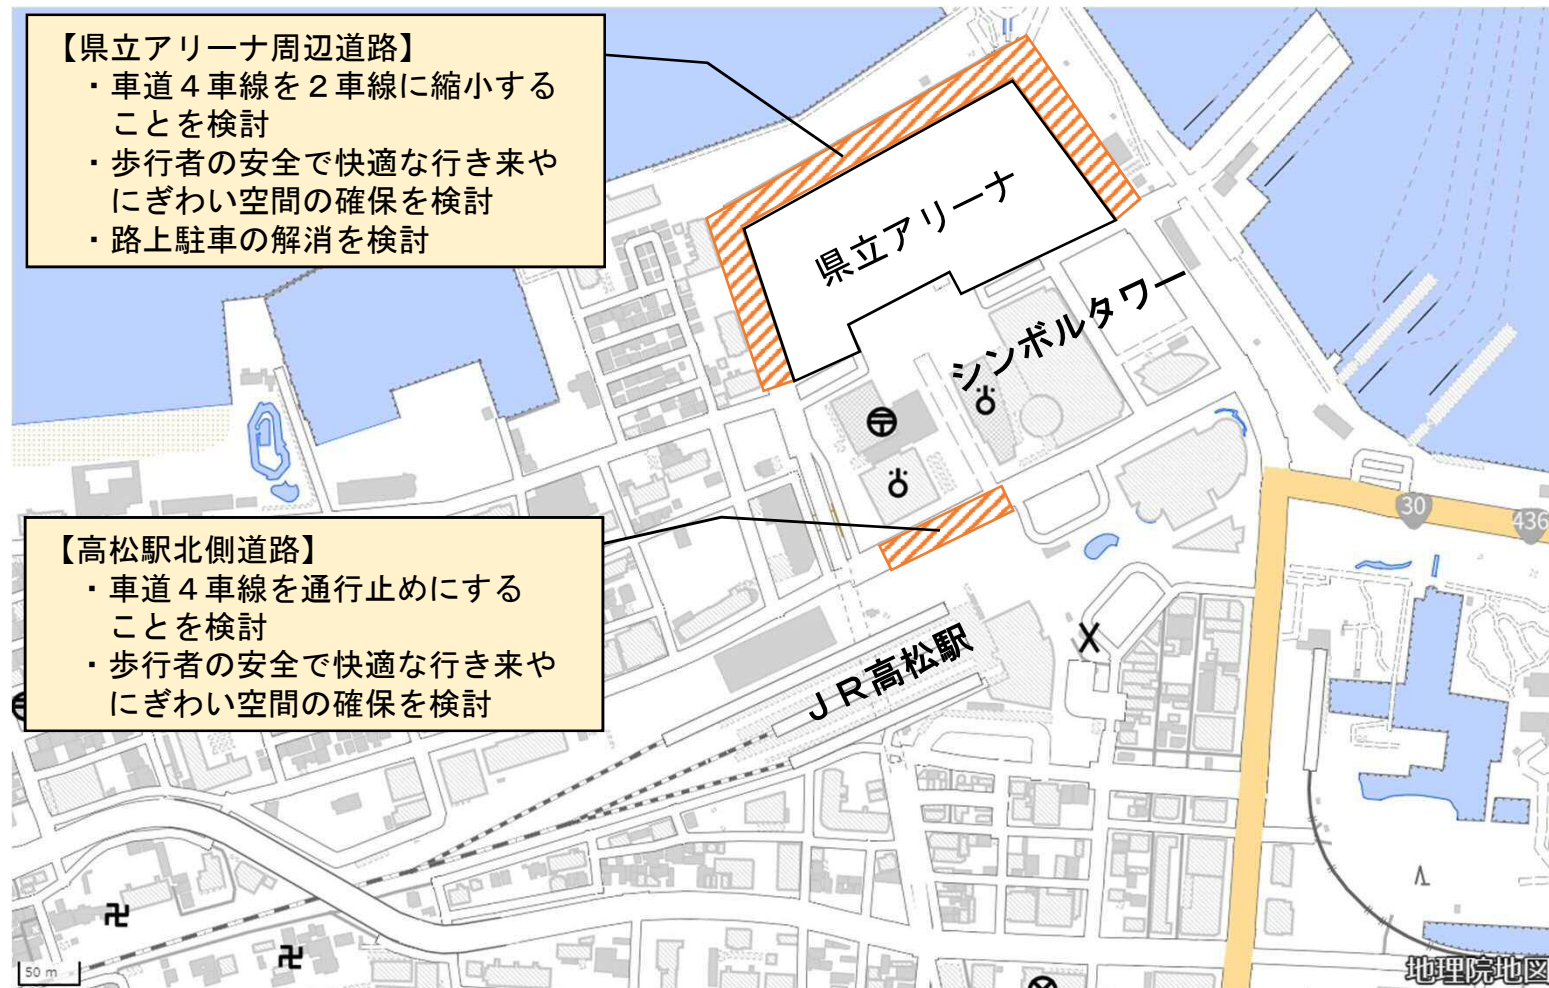 【県立アリーナ周辺道路】
・車道４車線を２車線に縮小する
ことを検討
・歩行者の安全で快適な行き来や
にぎわい空間の確保を検討
・路上駐車の解消を検討
県立アリーナ
シンボルタワー
30
436
【高松駅北側道路】
・車道４車線を通行止めにする
ことを検討
・歩行者の安全で快適な行き来や
にぎわい空間の確保を検討
ＪＲ高松駅
50 m
地理院地図